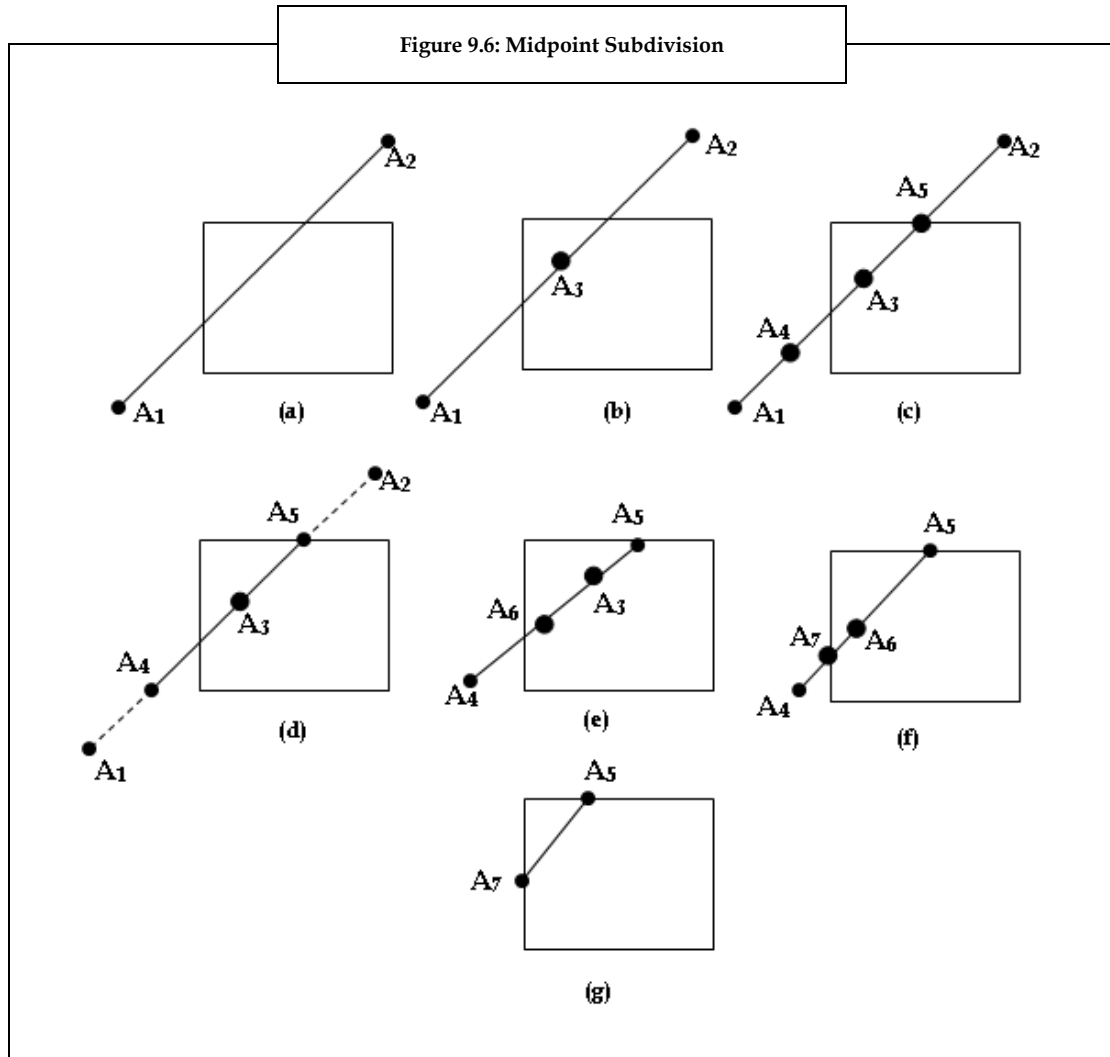 Figure 9.6: Midpoint Subdivision
A2
A1
(a)
A2
A3
A1
(b)
A2
A5
A3
A4
A1
(c)
A2
A5
A3
A4
A1
(d)
A5
A3
A6
A4
(e)
A5
A7
A6
A4
(f)
A5
A7
(g)